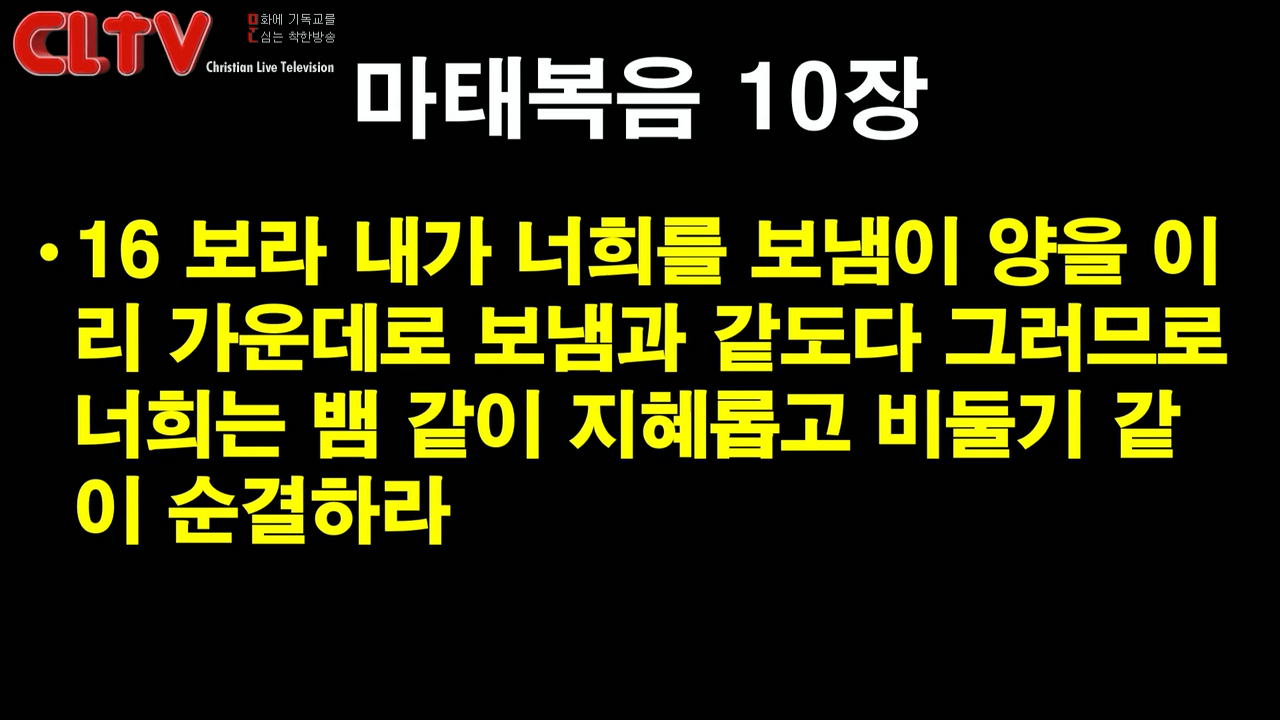 CLTV
문화에 기독교를
심는 착한방송
Christian Live Television
마태복음 10장
• 16 보라 내가 너희를 보냄이 양을 이
리 가운데로 보냄과 같도다 그러므로
너희는 뱀 같이 지혜롭고 비둘기 같
이 순결하라